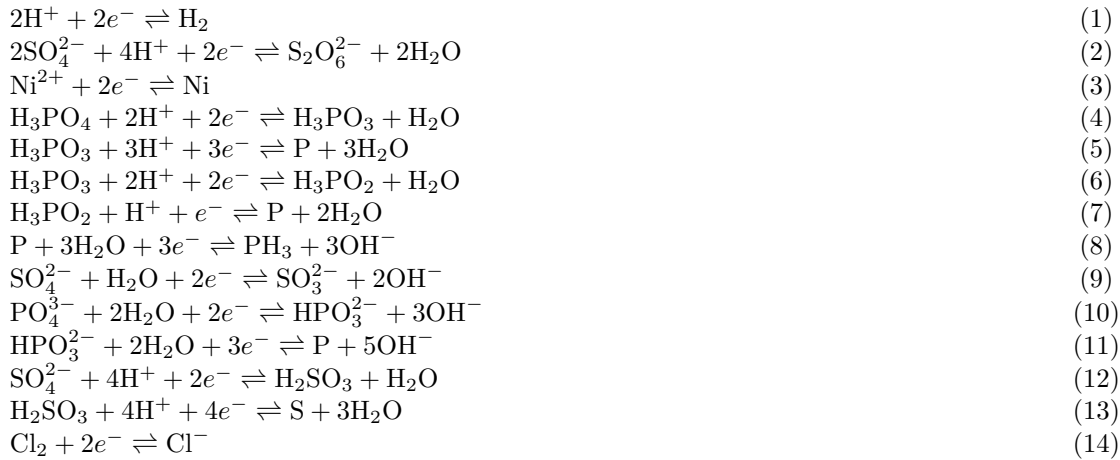 2H⁺ + 2e⁻ ⇌ H₂ (1)
2SO₄²⁻ + 4H⁺ + 2e⁻ ⇌ S₂O₆²⁻ + 2H₂O (2)
Ni²⁺ + 2e⁻ ⇌ Ni (3)
H₃PO₄ + 2H⁺ + 2e⁻ ⇌ H₃PO₃ + H₂O (4)
H₃PO₃ + 3H⁺ + 3e⁻ ⇌ P + 3H₂O (5)
H₃PO₃ + 2H⁺ + 2e⁻ ⇌ H₃PO₂ + H₂O (6)
H₃PO₂ + H⁺ + e⁻ ⇌ P + 2H₂O (7)
P + 3H₂O + 3e⁻ ⇌ PH₃ + 3OH⁻ (8)
SO₄²⁻ + H₂O + 2e⁻ ⇌ SO₃²⁻ + 2OH⁻ (9)
PO₄³⁻ + 2H₂O + 2e⁻ ⇌ HPO₃²⁻ + 3OH⁻ (10)
HPO₃²⁻ + 2H₂O + 3e⁻ ⇌ P + 5OH⁻ (11)
SO₄²⁻ + 4H⁺ + 2e⁻ ⇌ H₂SO₃ + H₂O (12)
H₂SO₃ + 4H⁺ + 4e⁻ ⇌ S + 3H₂O (13)
Cl₂ + 2e⁻ ⇌ Cl⁻ (14)